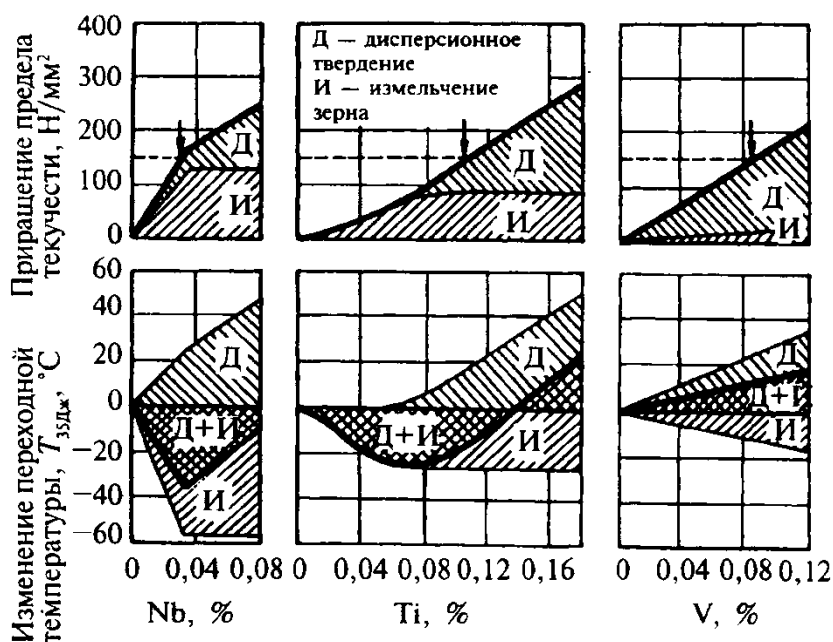 Приращение предела
текучести, Н/мм²
400
300
200
100
0
Д
И
Д — дисперсионное
твердение
И — измельчение
зерна
Д
И
Д
И
Изменение переходной
температуры, T35Дж, °C
60
40
20
0
−20
−40
−60
Д
Д+И
И
Д
Д+И
И
Д
Д+И
И
0 0,04 0,08
Nb, %
0 0,04 0,08 0,12 0,16
Ti, %
0 0,04 0,08 0,12
V, %